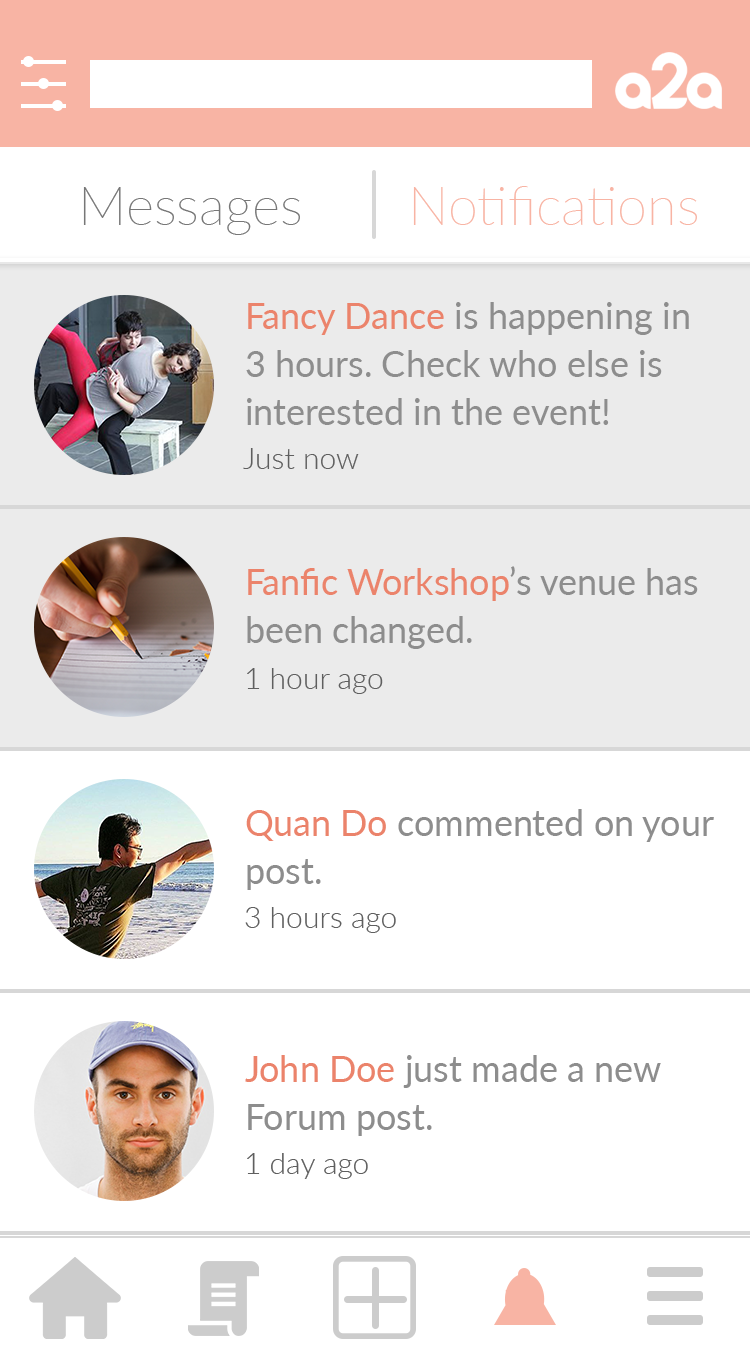 a2a
Messages
Notifications
Fancy Dance is happening in
3 hours. Check who else is
interested in the event!
Just now
Fanfic Workshop’s venue has
been changed.
1 hour ago
Quan Do commented on your
post.
3 hours ago
John Doe just made a new
Forum post.
1 day ago